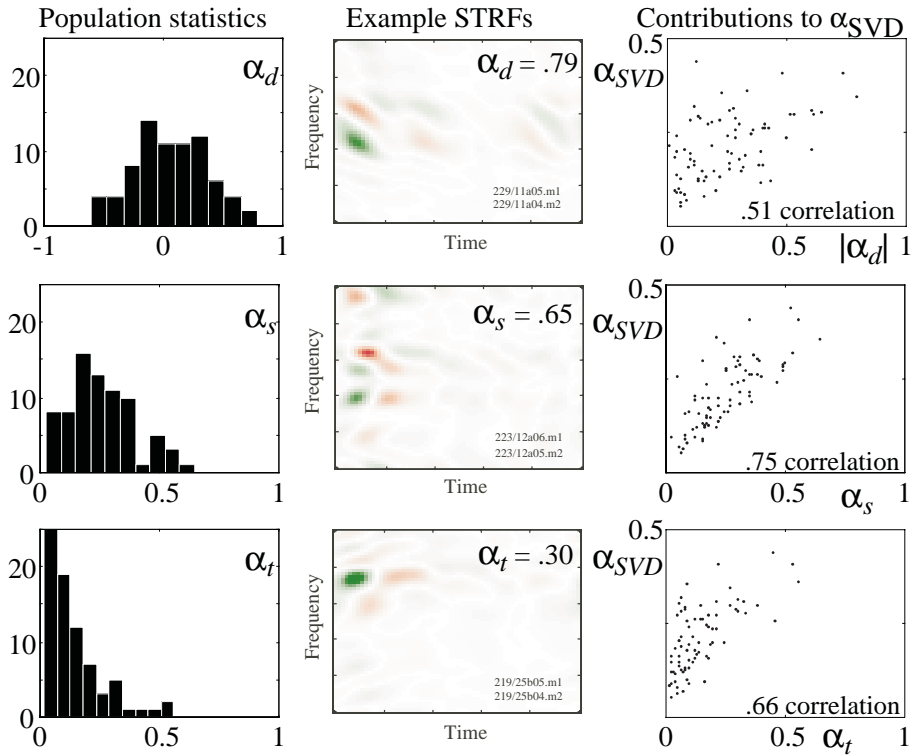 Population statistics
Example STRFs
Contributions to αSVD
20
10
0
-1
0
1
αd
Frequency
αd = .79
229/11a05.m1
229/11a04.m2
Time
0.5
αSVD
.51 correlation
0
0.5
1
|αd|
20
10
0
0
0.5
1
αs
Frequency
αs = .65
223/12a06.m1
223/12a05.m2
Time
0.5
αSVD
.75 correlation
0
0.5
1
αs
20
10
0
0
0.5
1
αt
Frequency
αt = .30
219/25b05.m1
219/25b04.m2
Time
0.5
αSVD
.66 correlation
0
0.5
1
αt